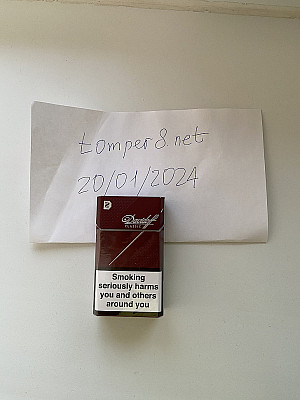 tomper8.net
20/01/2024
Davidoff
CLASSIC
Smoking
seriously harms
you and others
around you